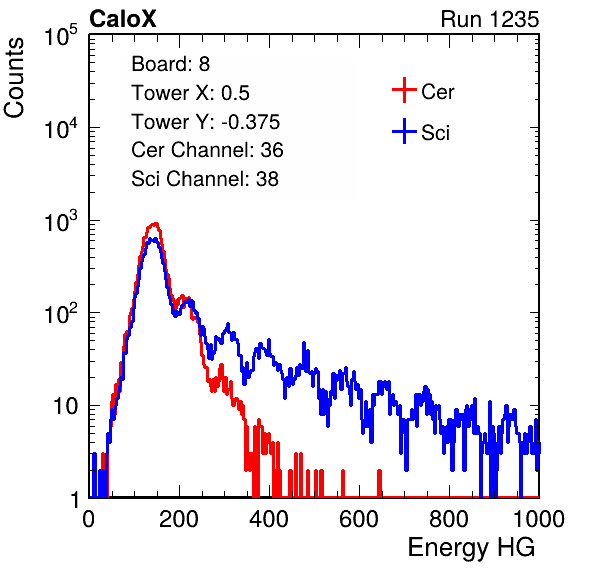 CaloX Run 1235
Counts
Board: 8
Tower X: 0.5
Tower Y: -0.375
Cer Channel: 36
Sci Channel: 38
Cer
Sci
10^5
10^4
10^3
10^2
10
1
0 200 400 600 800 1000
Energy HG